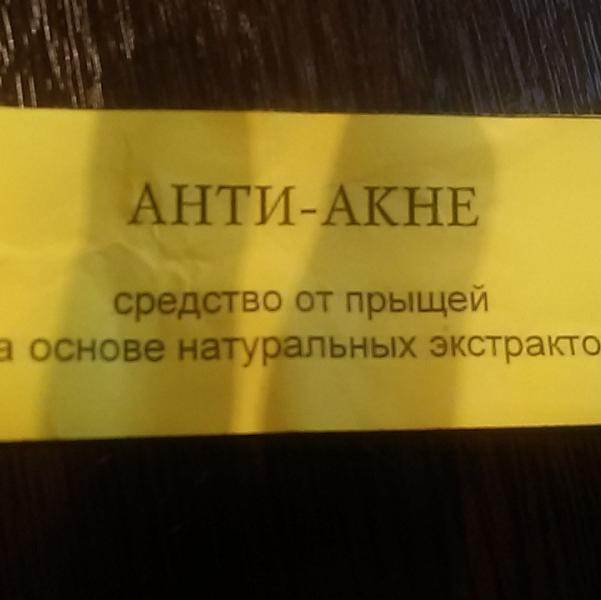 АНТИ-АКНЕ
средство от прыщей
а основе натуральных экстракто